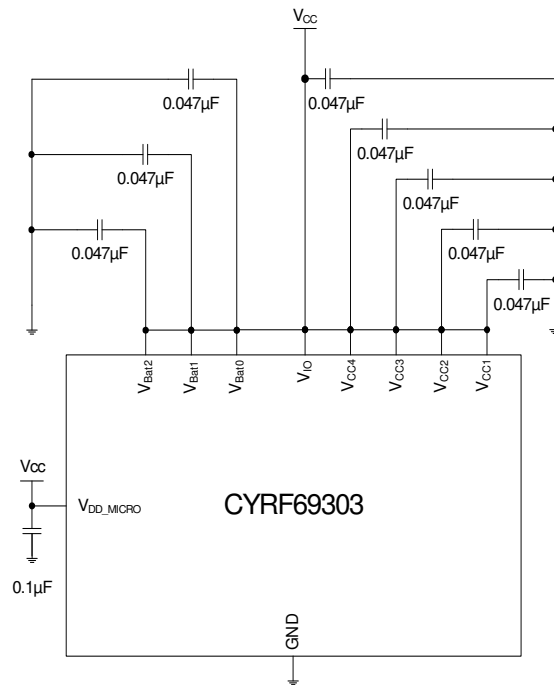 VCC
0.047µF
0.047µF
0.047µF
0.047µF
0.047µF
0.047µF
0.047µF
0.047µF
VBat2
VBat1
VBat0
VIO
VCC4
VCC3
VCC2
VCC1
VCC
VDD_MICRO
CYRF69303
0.1µF
GND